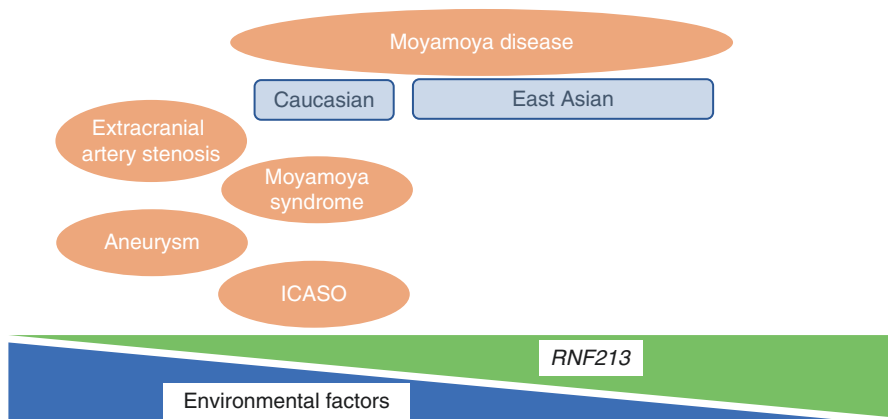 Moyamoya disease
Caucasian
East Asian
Extracranial
artery stenosis
Moyamoya
syndrome
Aneurysm
ICASO
RNF213
Environmental factors